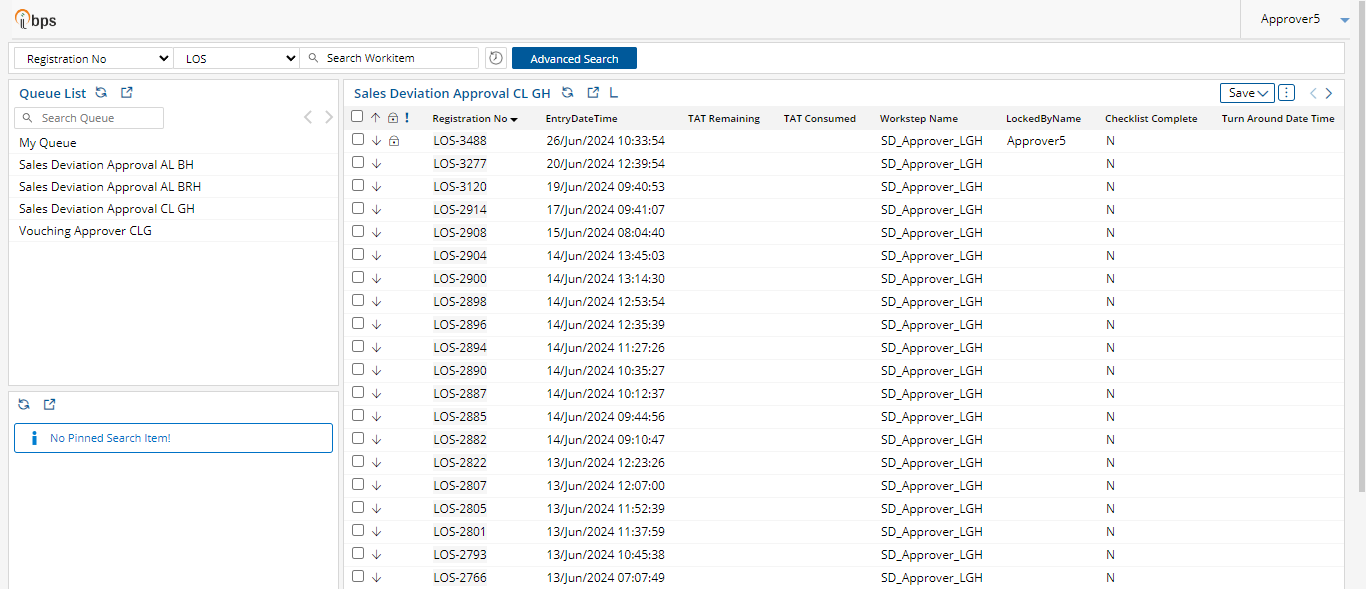 ibps
Approver5
Registration No LOS Search Workitem Advanced Search
Queue List
Search Queue
My Queue
Sales Deviation Approval AL BH
Sales Deviation Approval AL BRH
Sales Deviation Approval CL GH
Vouching Approver CLG
No Pinned Search Item!
Sales Deviation Approval CL GH L Save
! Registration No EntryDateTime TAT Remaining TAT Consumed Workstep Name LockedByName Checklist Complete Turn Around Date Time
LOS-3488 26/Jun/2024 10:33:54 SD_Approver_LGH Approver5 N
LOS-3277 20/Jun/2024 12:39:54 SD_Approver_LGH N
LOS-3120 19/Jun/2024 09:40:53 SD_Approver_LGH N
LOS-2914 17/Jun/2024 09:41:07 SD_Approver_LGH N
LOS-2908 15/Jun/2024 08:04:40 SD_Approver_LGH N
LOS-2904 14/Jun/2024 13:45:03 SD_Approver_LGH N
LOS-2900 14/Jun/2024 13:14:30 SD_Approver_LGH N
LOS-2898 14/Jun/2024 12:53:54 SD_Approver_LGH N
LOS-2896 14/Jun/2024 12:35:39 SD_Approver_LGH N
LOS-2894 14/Jun/2024 11:27:26 SD_Approver_LGH N
LOS-2890 14/Jun/2024 10:35:27 SD_Approver_LGH N
LOS-2887 14/Jun/2024 10:12:37 SD_Approver_LGH N
LOS-2885 14/Jun/2024 09:44:56 SD_Approver_LGH N
LOS-2882 14/Jun/2024 09:10:47 SD_Approver_LGH N
LOS-2822 13/Jun/2024 12:23:26 SD_Approver_LGH N
LOS-2807 13/Jun/2024 12:07:00 SD_Approver_LGH N
LOS-2805 13/Jun/2024 11:52:39 SD_Approver_LGH N
LOS-2801 13/Jun/2024 11:37:59 SD_Approver_LGH N
LOS-2793 13/Jun/2024 10:45:38 SD_Approver_LGH N
LOS-2766 13/Jun/2024 07:07:49 SD_Approver_LGH N